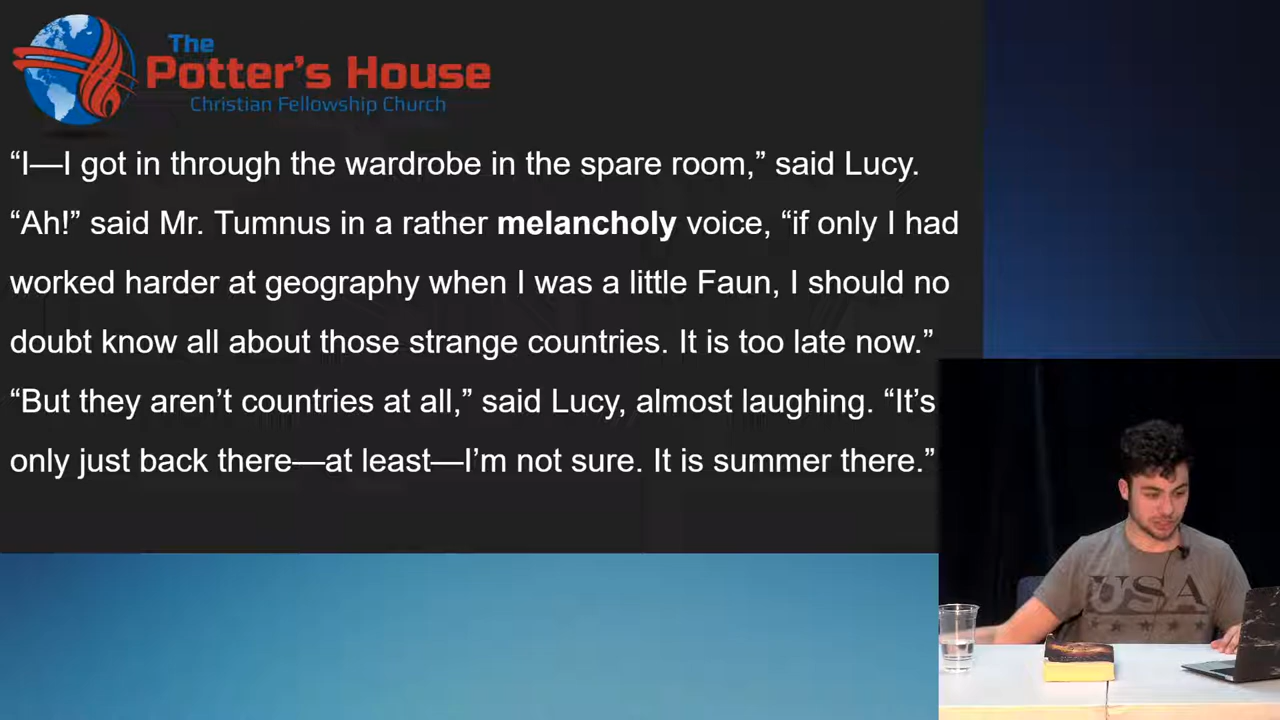 The
Potter's House
Christian Fellowship Church
“I—I got in through the wardrobe in the spare room,” said Lucy.
“Ah!” said Mr. Tumnus in a rather melancholy voice, “if only I had
worked harder at geography when I was a little Faun, I should no
doubt know all about those strange countries. It is too late now.”
“But they aren’t countries at all,” said Lucy, almost laughing. “It’s
only just back there—at least—I’m not sure. It is summer there.”
USA